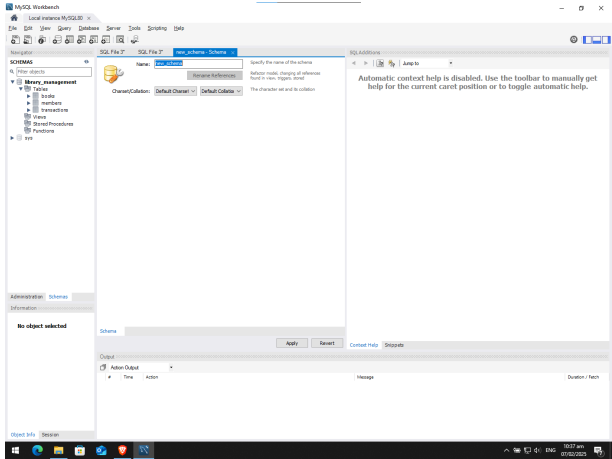 MySQL Workbench
Local instance MySQL80 ×
File Edit View Query Database Server Tools Scripting Help
Navigator
SCHEMAS
Filter objects
library_management
Tables
books
members
transactions
Views
Stored Procedures
Functions
sys
Administration Schemas
Information
No object selected
Object Info Session
SQL File 3* SQL File 3* new_schema - Schema ×
Name: new_schema
Specify the name of the schema
Rename References
Refactor model, changing all references
found in view, triggers, stored
Charset/Collation: Default Charset Default Collation
The character set and its collation
Schema
Apply Revert
SQLAdditions
Jump to
Automatic context help is disabled. Use the toolbar to manually get
help for the current caret position or to toggle automatic help.
Context Help Snippets
Output
Action Output
# Time Action Message Duration / Fetch
ENG
10:37 am
07/02/2025